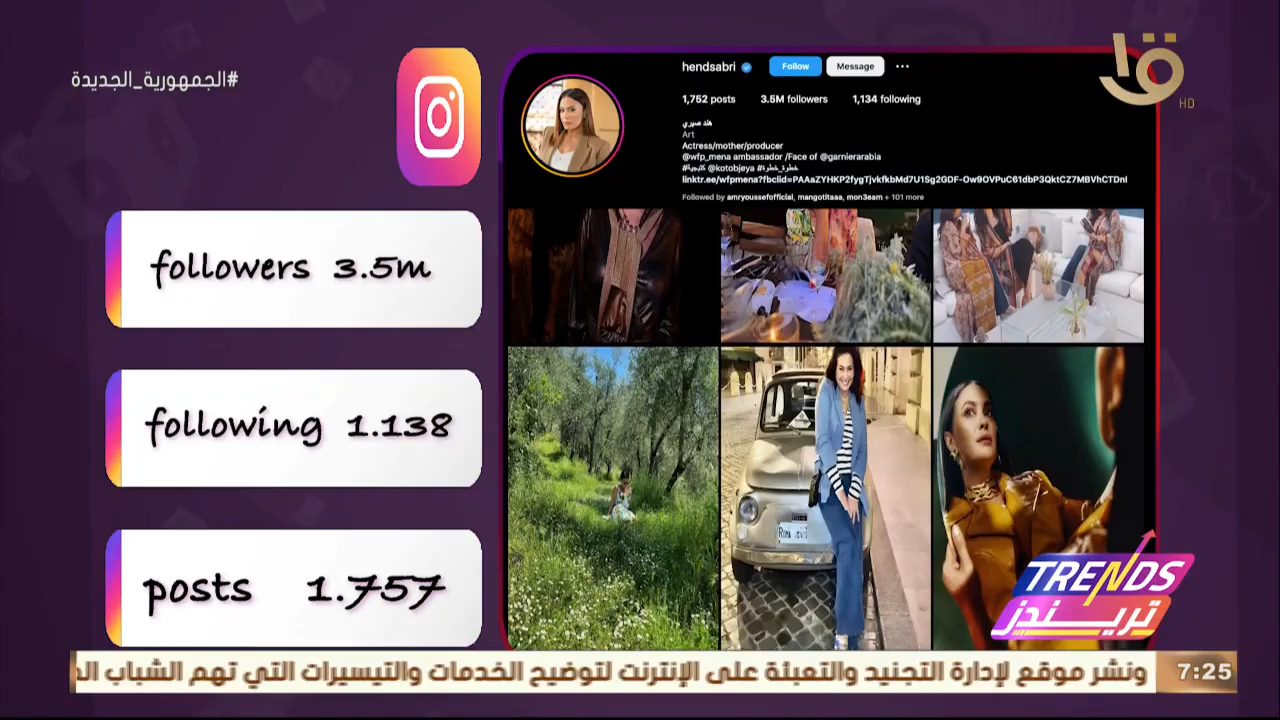 #الجمهورية_الجديدة
HD
hendsabri Follow Message
1,752 posts 3.5M followers 1,134 following
هند صبري
Art
Actress/mother/producer
@wfp_mena ambassador /Face of @garnierarabia
@kotobjeya #خطوة_خطوة
linktr.ee/wfpmena?fbclid=PAAaZYHKP2fygTjvkfkbMd7U1Sg2GDF-Ow9OVPuC61dbP3QktCZ7MBVhCTDnI
Followed by amryoussefofficial, mangotitaaa, mon3eam + 101 more
followers 3.5m
following 1.138
posts 1.757
TRENDS
تريندز
ونشر موقع لإدارة التجنيد والتعبئة على الإنترنت لتوضيح الخدمات والتيسيرات التي تهم الشباب
7:25